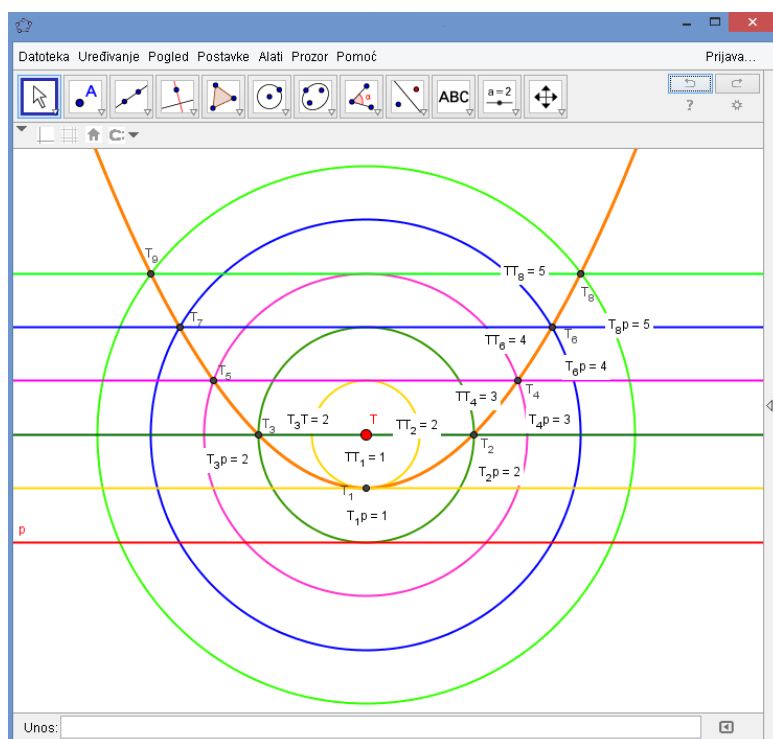 Datoteka Uređivanje Pogled Postavke Alati Prozor Pomoć Prijava...
A α ABC a = 2
?
T₉
TT₈ = 5
T₈
T₇
T₆
T₈p = 5
TT₆ = 4
T₆p = 4
T₅
T₄
TT₄ = 3
T₃
T₃T = 2
T
TT₂ = 2
T₄p = 3
T₂
T₃p = 2
TT₁ = 1
T₂p = 2
T₁
T₁p = 1
p
Unos: